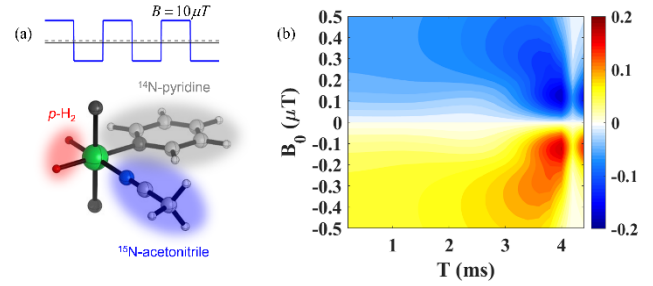 (a)
B = 10 μT
¹⁴N-pyridine
p-H₂
¹⁵N-acetonitrile
(b)
B₀ (μT)
0.5
0.4
0.3
0.2
0.1
0
-0.1
-0.2
-0.3
-0.4
-0.5
1
2
3
4
T (ms)
0.2
0.1
0
-0.1
-0.2